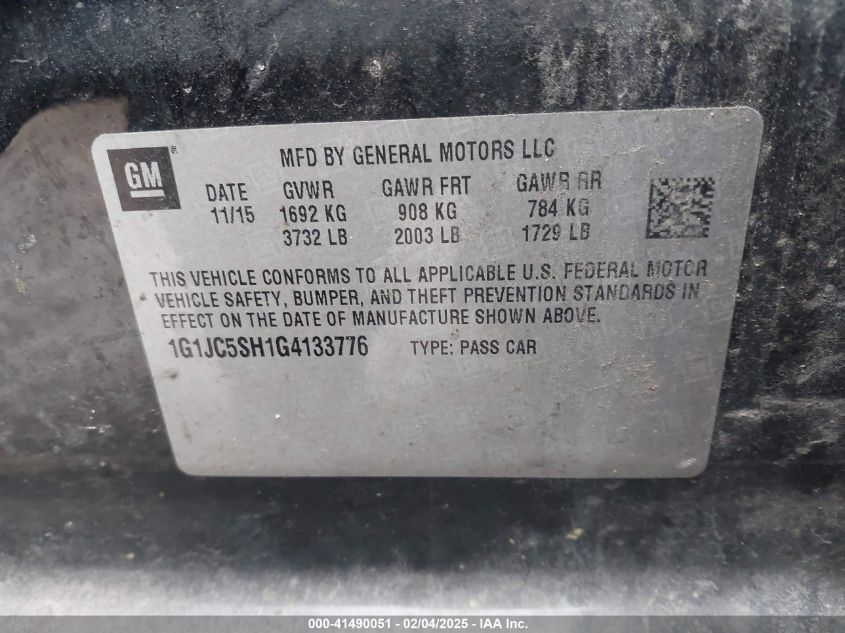 GM ®
MFD BY GENERAL MOTORS LLC
DATE GVWR GAWR FRT GAWR RR
11/15 1692 KG 908 KG 784 KG
3732 LB 2003 LB 1729 LB
THIS VEHICLE CONFORMS TO ALL APPLICABLE U.S. FEDERAL MOTOR
VEHICLE SAFETY, BUMPER, AND THEFT PREVENTION STANDARDS IN
EFFECT ON THE DATE OF MANUFACTURE SHOWN ABOVE.
1G1JC5SH1G4133776 TYPE: PASS CAR
000-41490051 - 02/04/2025 - IAA Inc.